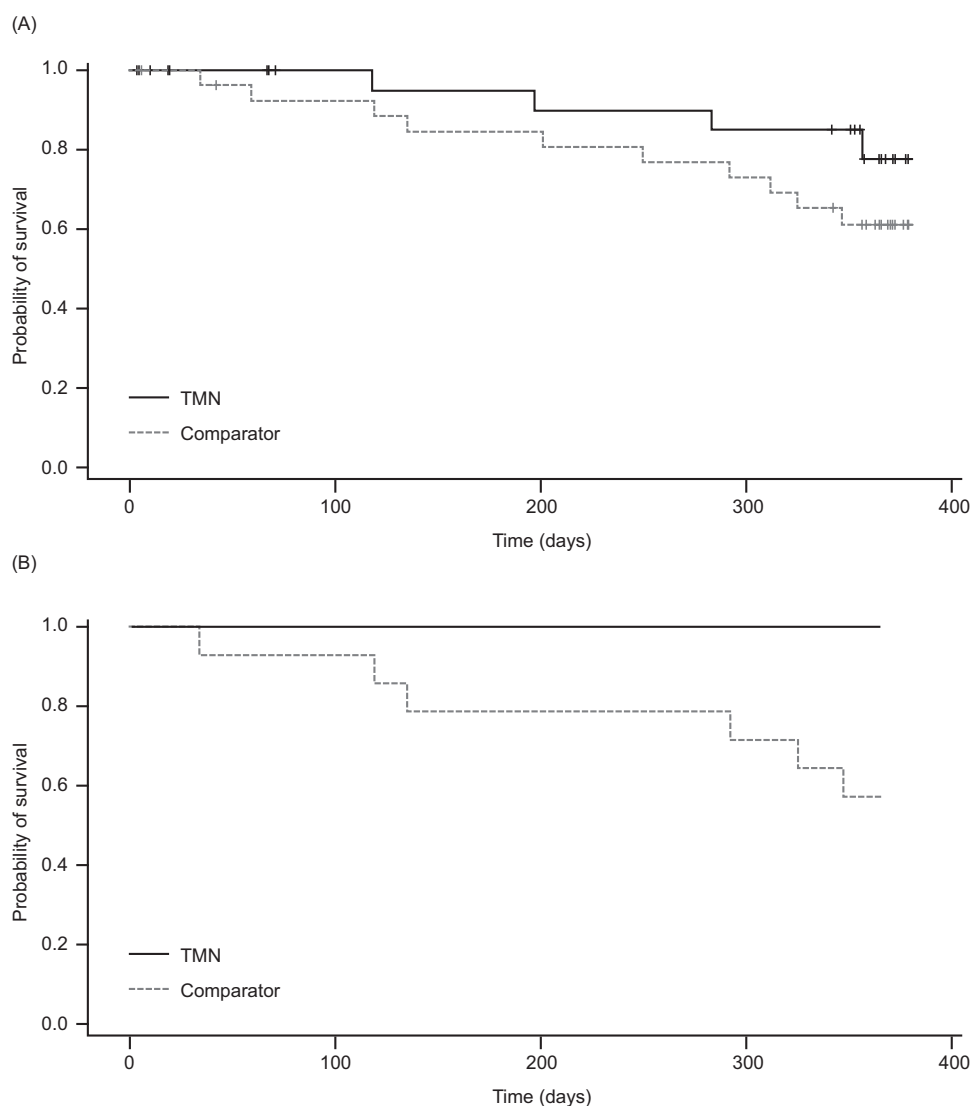 (A)
1.0
0.8
0.6
0.4
0.2
0.0
Probability of survival
TMN
Comparator
0 100 200 300 400
Time (days)
(B)
1.0
0.8
0.6
0.4
0.2
0.0
Probability of survival
TMN
Comparator
0 100 200 300 400
Time (days)